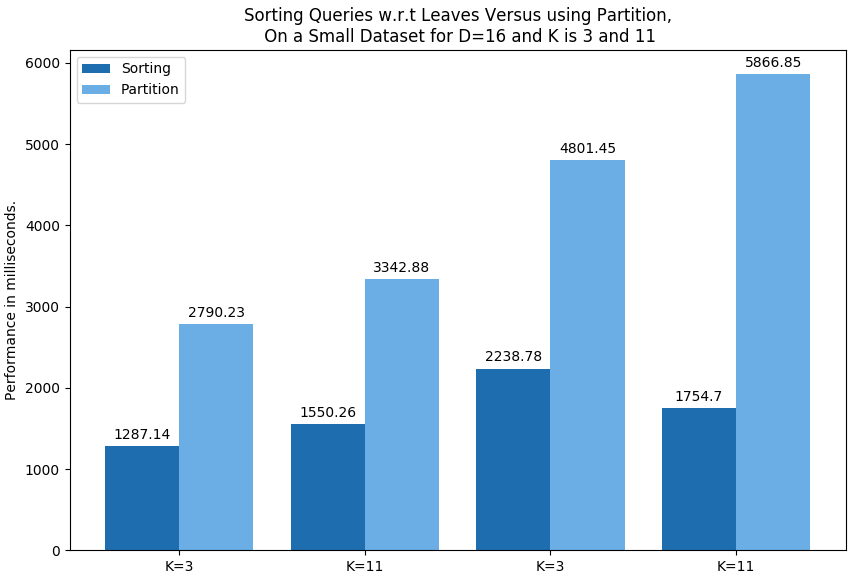 Sorting Queries w.r.t Leaves Versus using Partition,
On a Small Dataset for D=16 and K is 3 and 11
Sorting
Partition
Performance in milliseconds.
6000
5000
4000
3000
2000
1000
0
1287.14
2790.23
1550.26
3342.88
2238.78
4801.45
1754.7
5866.85
K=3
K=11
K=3
K=11